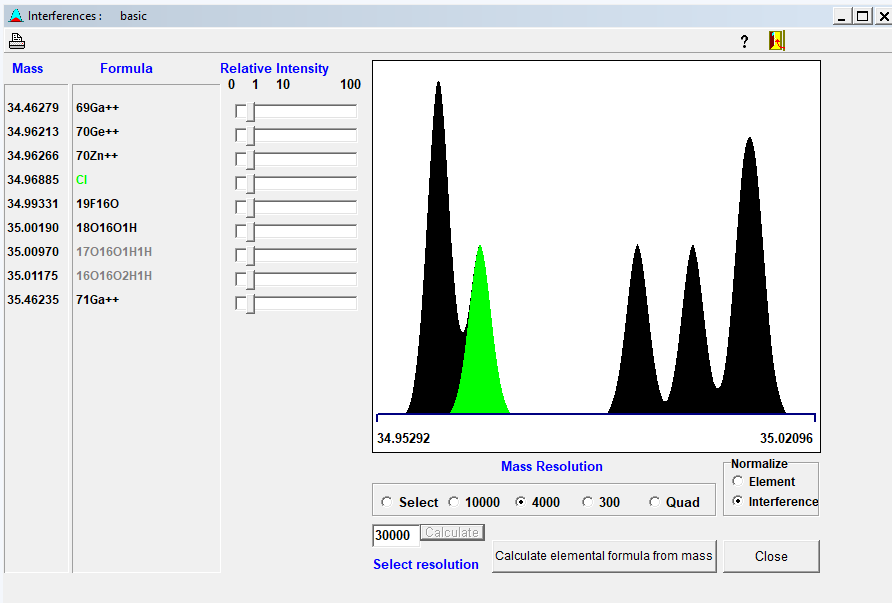 Interferences : basic
?
Mass Formula Relative Intensity
0 1 10 100
34.46279 69Ga++
34.96213 70Ge++
34.96266 70Zn++
34.96885 Cl
34.99331 19F16O
35.00190 18O16O1H
35.00970 17O16O1H1H
35.01175 16O16O2H1H
35.46235 71Ga++
34.95292 35.02096
Mass Resolution
Select 10000 4000 300 Quad
Normalize
Element
Interference
30000 Calculate
Select resolution
Calculate elemental formula from mass
Close